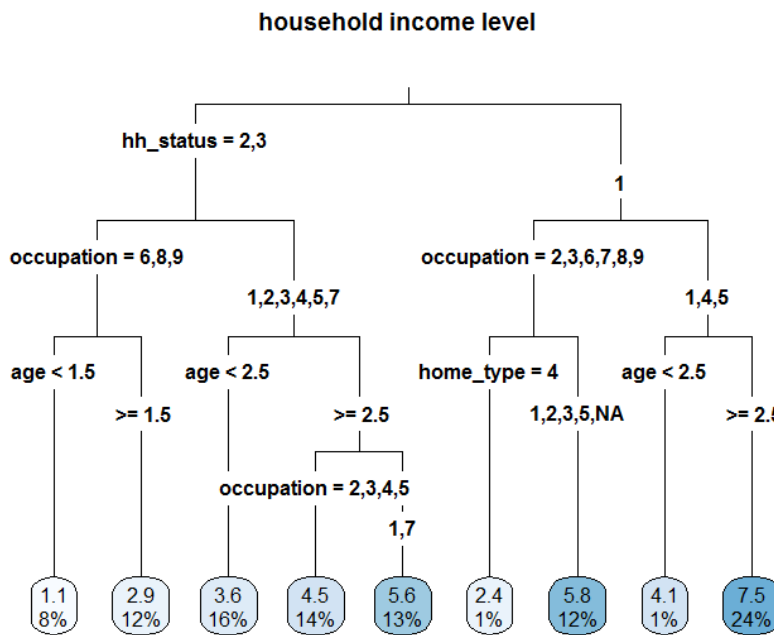 household income level
hh_status = 2,3
1
occupation = 6,8,9
occupation = 2,3,6,7,8,9
1,2,3,4,5,7
1,4,5
age < 1.5
age < 2.5
home_type = 4
age < 2.5
>= 1.5
>= 2.5
1,2,3,5,NA
>= 2.5
occupation = 2,3,4,5
1,7
1.1
8%
2.9
12%
3.6
16%
4.5
14%
5.6
13%
2.4
1%
5.8
12%
4.1
1%
7.5
24%